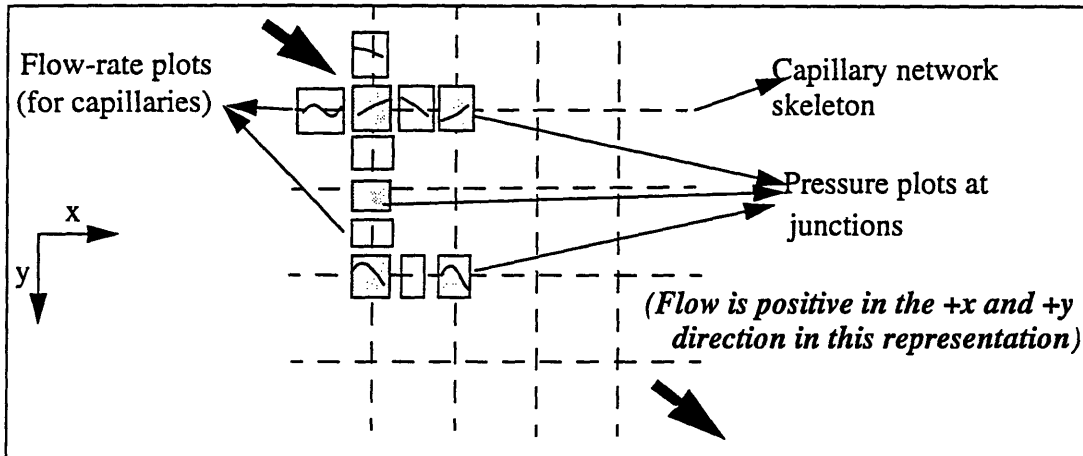 Flow-rate plots
(for capillaries)
Capillary network
skeleton
Pressure plots at
junctions
x
y
(Flow is positive in the +x and +y
direction in this representation)